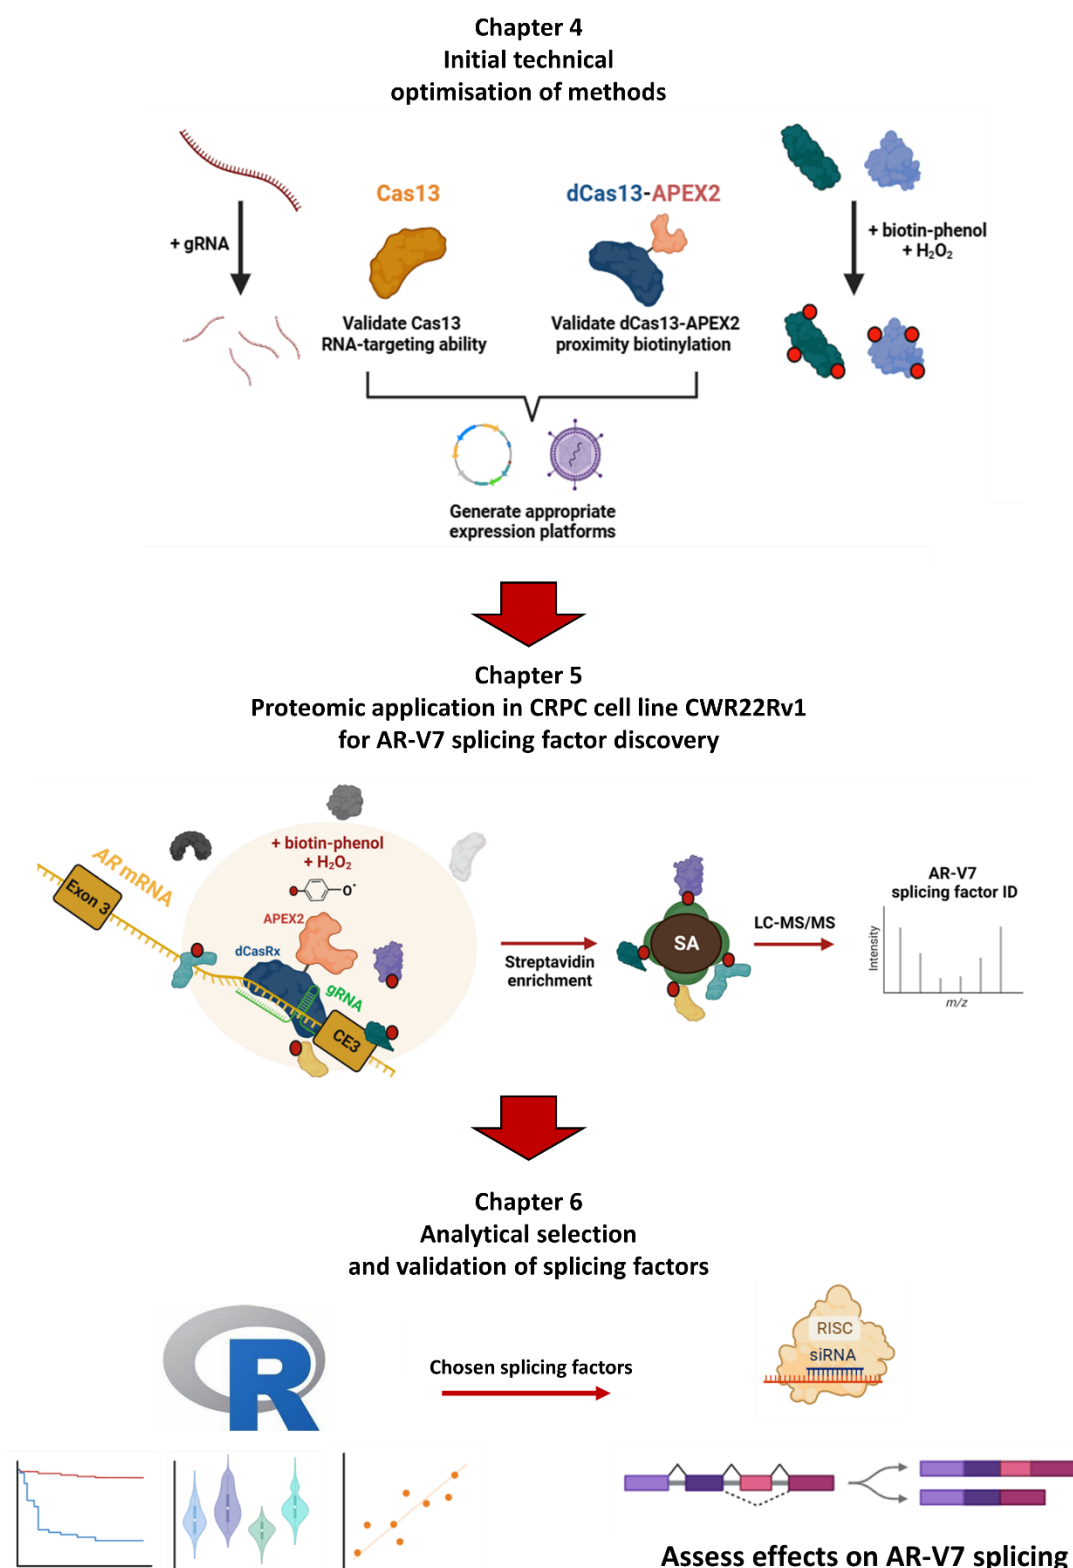 Chapter 4
Initial technical
optimisation of methods
+ gRNA
Cas13
Validate Cas13
RNA-targeting ability
dCas13-APEX2
Validate dCas13-APEX2
proximity biotinylation
+ biotin-phenol
+ H₂O₂
Generate appropriate
expression platforms
Chapter 5
Proteomic application in CRPC cell line CWR22Rv1
for AR-V7 splicing factor discovery
+ biotin-phenol
+ H₂O₂
O•
AR mRNA
Exon 3
APEX2
dCasRx
gRNA
CE3
Streptavidin
enrichment
SA
LC-MS/MS
AR-V7
splicing factor ID
Intensity
m/z
Chapter 6
Analytical selection
and validation of splicing factors
R
Chosen splicing factors
RISC
siRNA
Assess effects on AR-V7 splicing